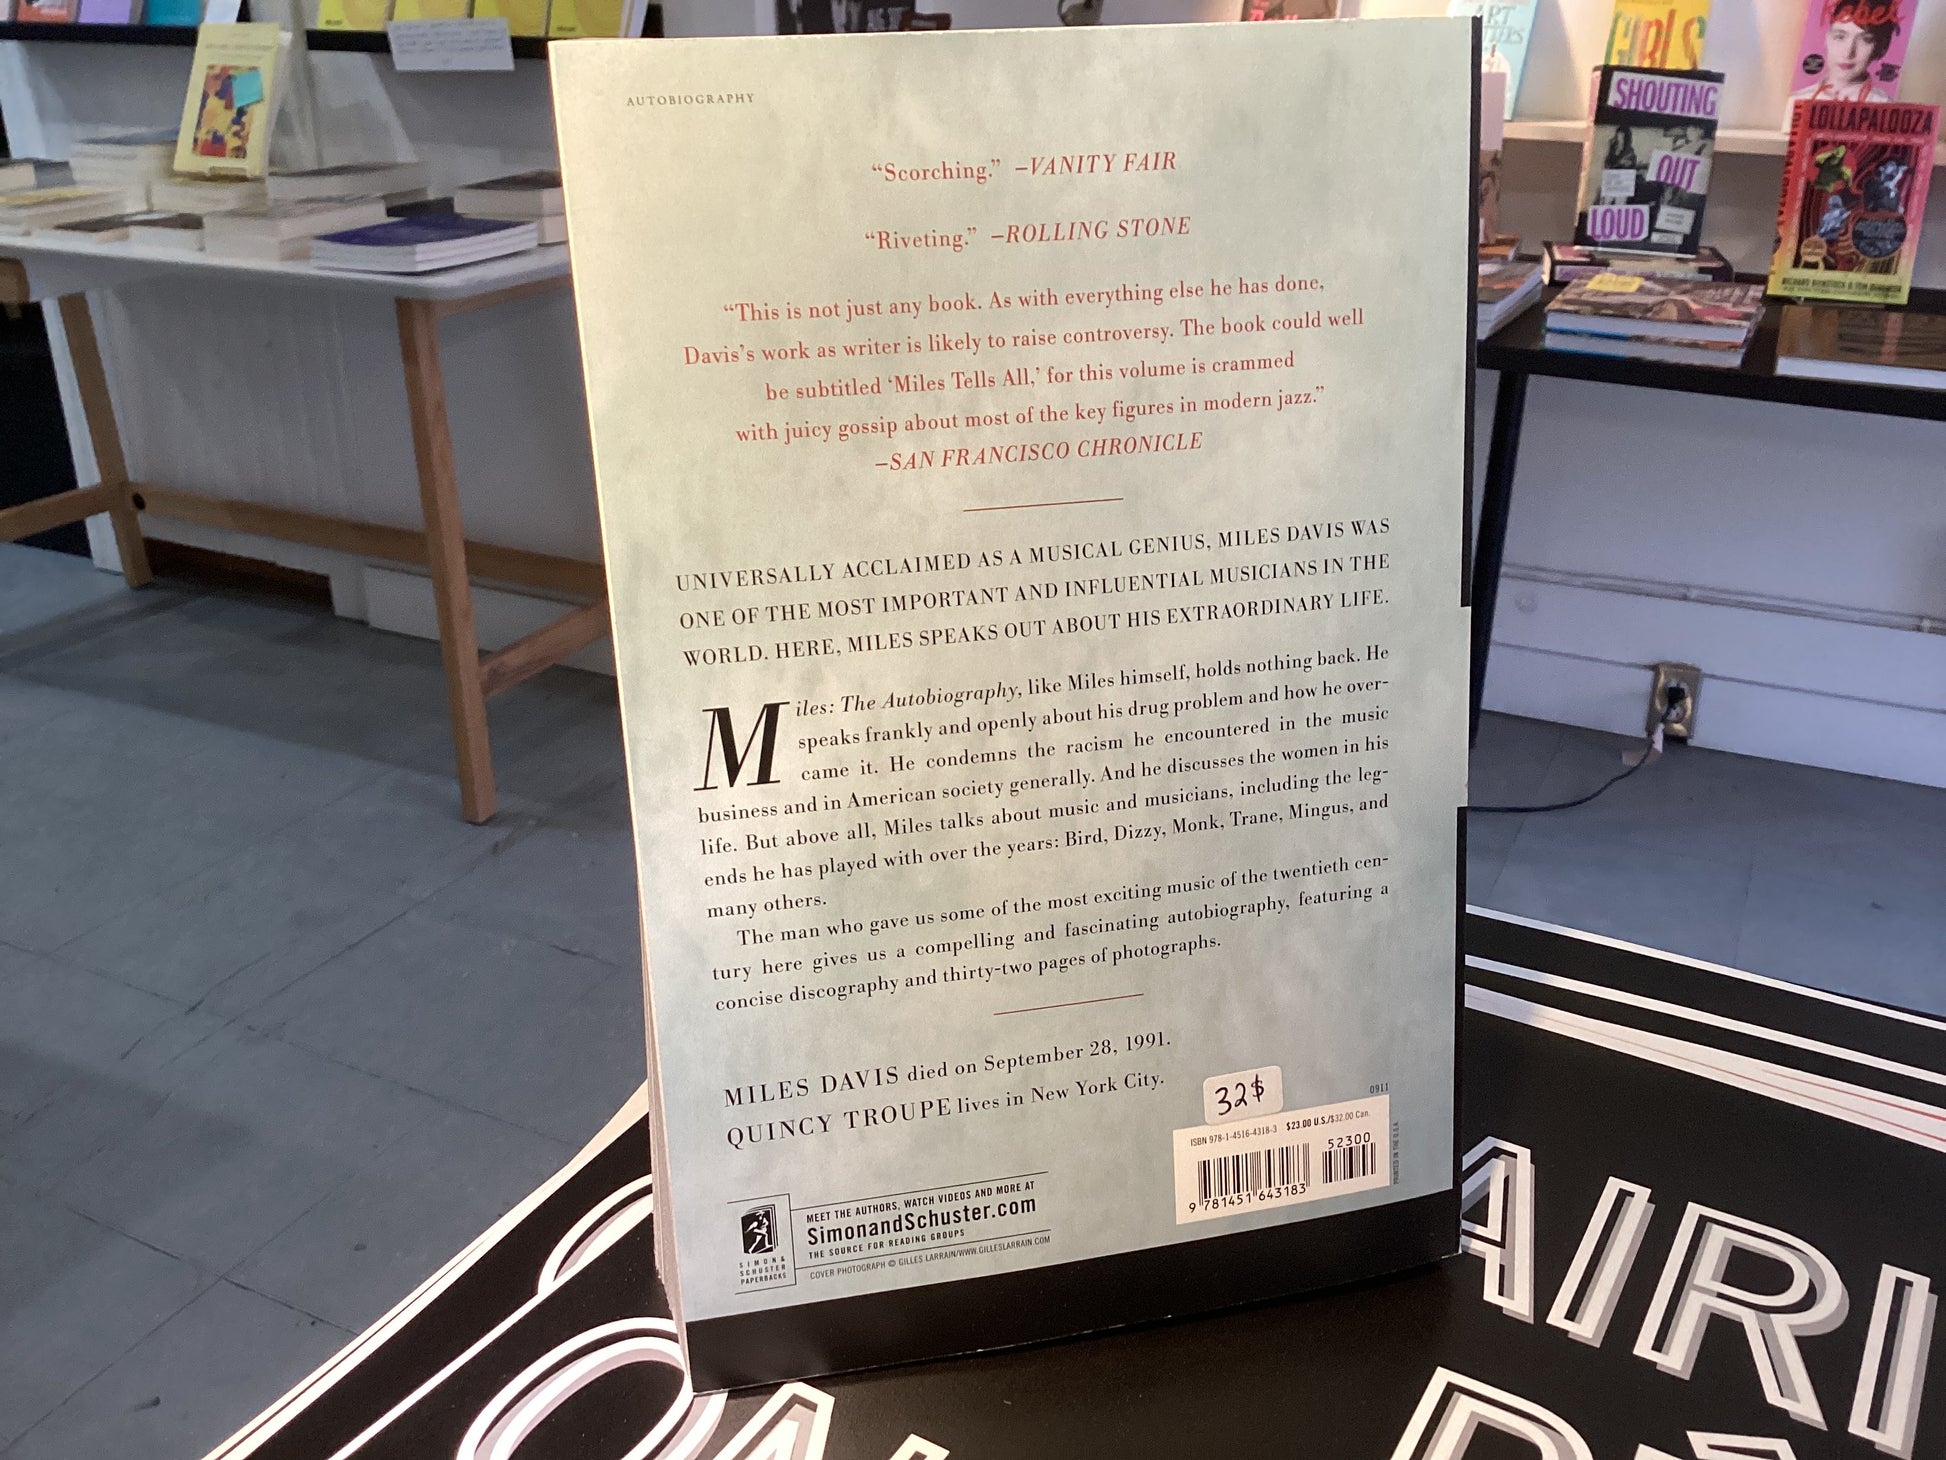 AUTOBIOGRAPHY
“Scorching.” –VANITY FAIR
“Riveting.” –ROLLING STONE
“This is not just any book. As with everything else he has done,
Davis’s work as writer is likely to raise controversy. The book could well
be subtitled ‘Miles Tells All,’ for this volume is crammed
with juicy gossip about most of the key figures in modern jazz.”
–SAN FRANCISCO CHRONICLE
UNIVERSALLY ACCLAIMED AS A MUSICAL GENIUS, MILES DAVIS WAS
ONE OF THE MOST IMPORTANT AND INFLUENTIAL MUSICIANS IN THE
WORLD. HERE, MILES SPEAKS OUT ABOUT HIS EXTRAORDINARY LIFE.
Miles: The Autobiography, like Miles himself, holds nothing back. He
speaks frankly and openly about his drug problem and how he over-
came it. He condemns the racism he encountered in the music
business and in American society generally. And he discusses the women in his
life. But above all, Miles talks about music and musicians, including the leg-
ends he has played with over the years: Bird, Dizzy, Monk, Trane, Mingus, and
many others.
The man who gave us some of the most exciting music of the twentieth cen-
tury here gives us a compelling and fascinating autobiography, featuring a
concise discography and thirty-two pages of photographs.
MILES DAVIS died on September 28, 1991.
QUINCY TROUPE lives in New York City.
32$
0911
ISBN 978-1-4516-4318-3 $23.00 U.S./$32.00 Can.
52300
9 781451 643183
PRINTED IN THE U.S.A.
SIMON &
SCHUSTER
PAPERBACKS
MEET THE AUTHORS, WATCH VIDEOS AND MORE AT
SimonandSchuster.com
THE SOURCE FOR READING GROUPS
COVER PHOTOGRAPH © GILLES LARRAIN/WWW.GILLESLARRAIN.COM
ART
GIRLS
Rebel
SHOUTING
OUT
LOUD
LOLLAPALOOZA
AIRI